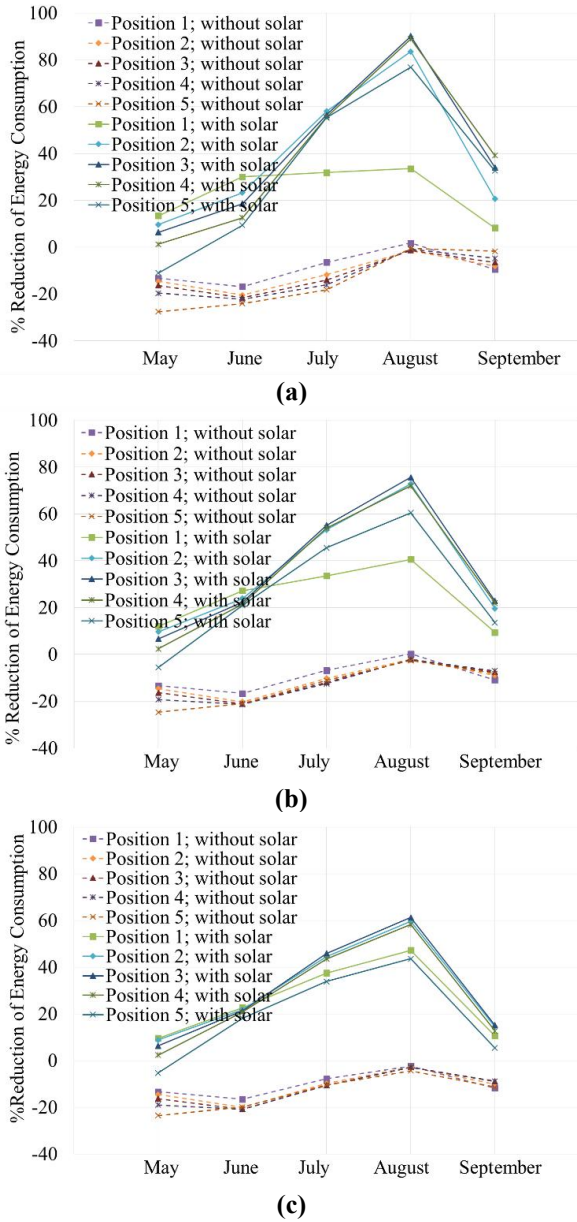 % Reduction of Energy Consumption
100
80
60
40
20
0
-20
-40
Position 1; without solar
Position 2; without solar
Position 3; without solar
Position 4; without solar
Position 5; without solar
Position 1; with solar
Position 2; with solar
Position 3; with solar
Position 4; with solar
Position 5; with solar
May June July August September
(a)
% Reduction of Energy Consumption
100
80
60
40
20
0
-20
-40
Position 1; without solar
Position 2; without solar
Position 3; without solar
Position 4; without solar
Position 5; without solar
Position 1; with solar
Position 2; with solar
Position 3; with solar
Position 4; with solar
Position 5; with solar
May June July August September
(b)
%Reduction of Energy Consumption
100
80
60
40
20
0
-20
-40
Position 1; without solar
Position 2; without solar
Position 3; without solar
Position 4; without solar
Position 5; without solar
Position 1; with solar
Position 2; with solar
Position 3; with solar
Position 4; with solar
Position 5; with solar
May June July August September
(c)